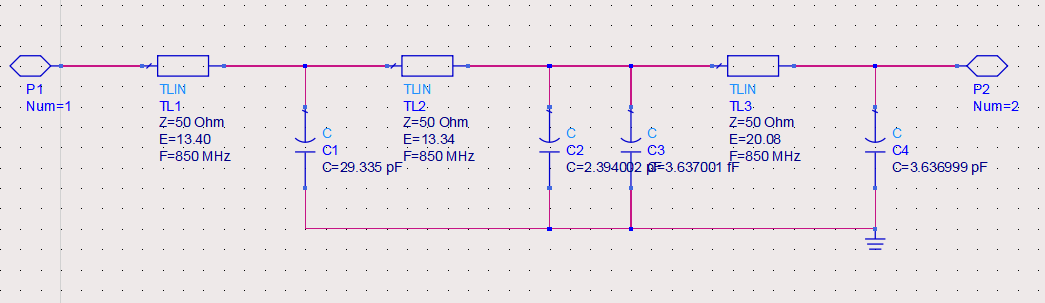 P1
Num=1
TLIN
TL1
Z=50 Ohm
E=13.40
F=850 MHz
C
C1
C=29.335 pF
TLIN
TL2
Z=50 Ohm
E=13.34
F=850 MHz
C
C2
C=2.394002 pF
C
C3
C=3.637001 fF
TLIN
TL3
Z=50 Ohm
E=20.08
F=850 MHz
C
C4
C=3.636999 pF
P2
Num=2